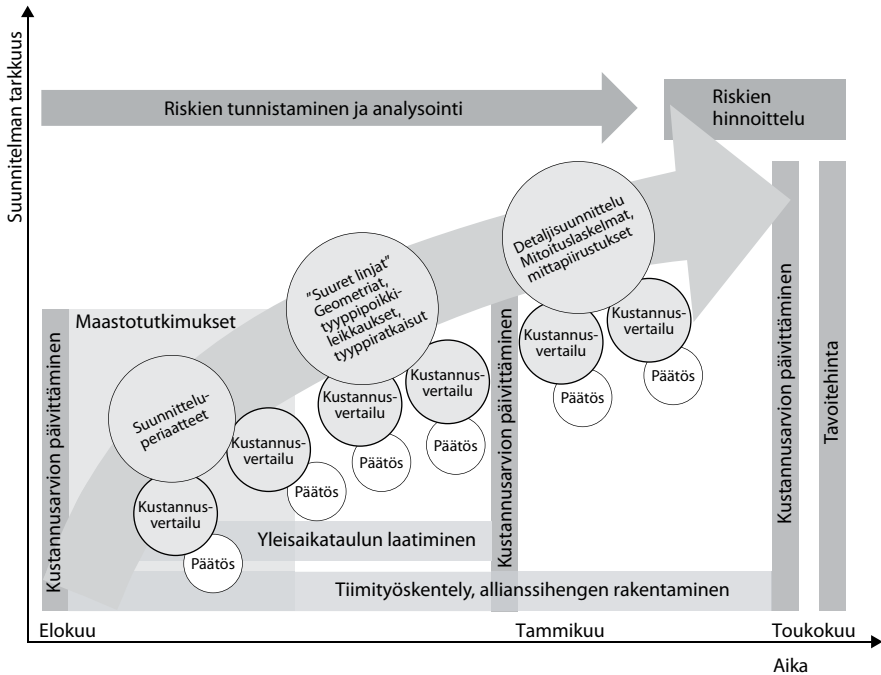 Suunnitelman tarkkuus
Riskien tunnistaminen ja analysointi
Riskien
hinnoittelu
Kustannusarvion päivittäminen
Maastotutkimukset
Suunnittelu-
periaatteet
Kustannus-
vertailu
Päätös
Kustannus-
vertailu
Päätös
"Suuret linjat"
Geometriat,
tyyppipoikki-
leikkaukset,
tyyppiratkaisut
Kustannus-
vertailu
Päätös
Kustannus-
vertailu
Päätös
Kustannusarvion päivittäminen
Detaljisuunnittelu
Mitoituslaskelmat,
mittapiirustukset
Kustannus-
vertailu
Päätös
Kustannus-
vertailu
Päätös
Kustannusarvion päivittäminen
Tavoitehinta
Yleisaikataulun laatiminen
Tiimityöskentely, allianssihengen rakentaminen
Elokuu
Tammikuu
Toukokuu
Aika